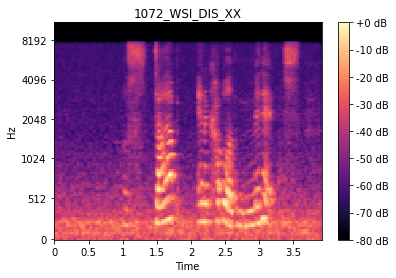 1072_WSI_DIS_XX
8192
4096
2048
1024
512
0
Hz
0 0.5 1 1.5 2 2.5 3 3.5
Time
+0 dB
-10 dB
-20 dB
-30 dB
-40 dB
-50 dB
-60 dB
-70 dB
-80 dB